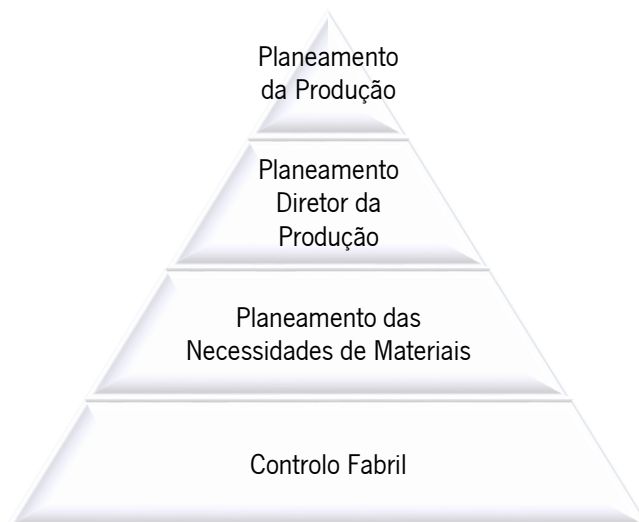 Planeamento
da Produção
Planeamento
Diretor da
Produção
Planeamento das
Necessidades de Materiais
Controlo Fabril